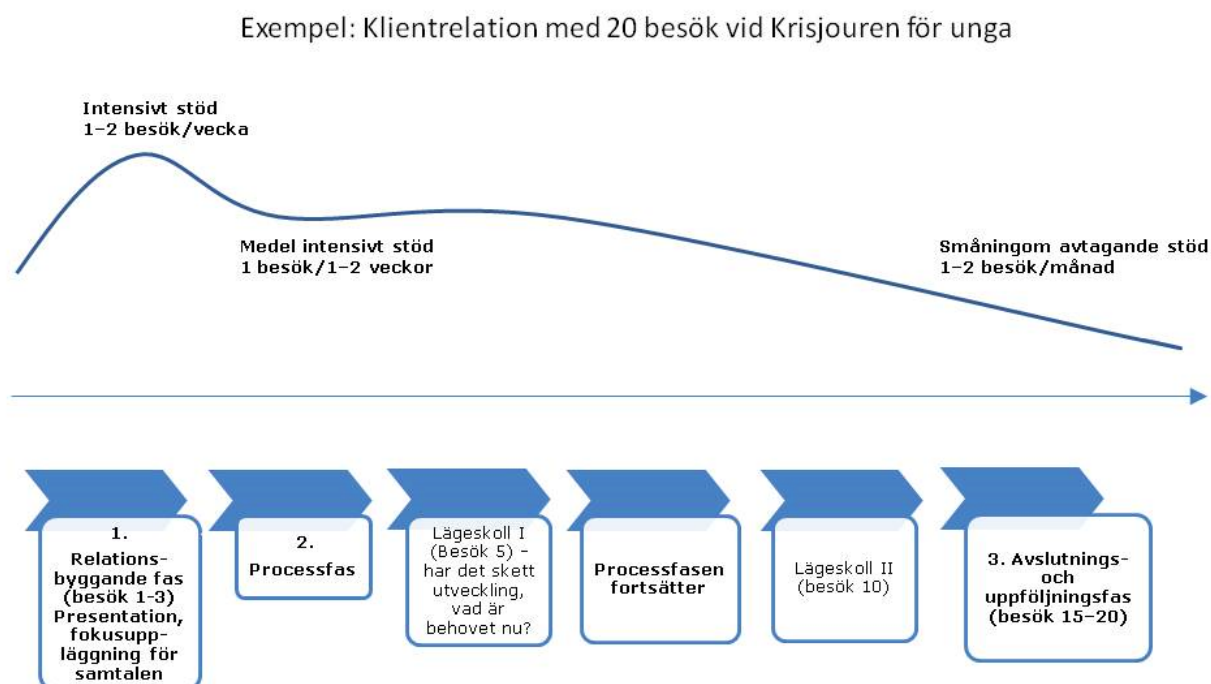 Exempel: Klientrelation med 20 besök vid Krisjouren för unga
Intensivt stöd
1–2 besök/vecka
Medel intensivt stöd
1 besök/1–2 veckor
Småningom avtagande stöd
1–2 besök/månad
1.
Relations-
byggande fas
(besök 1-3)
Presentation,
fokusupp-
läggning för
samtalen
2.
Processfas
Lägeskoll I
(Besök 5) –
har det skett
utveckling,
vad är
behovet nu?
Processfasen
fortsätter
Lägeskoll II
(besök 10)
3. Avslutnings-
och
uppföljningsfas
(besök 15–20)